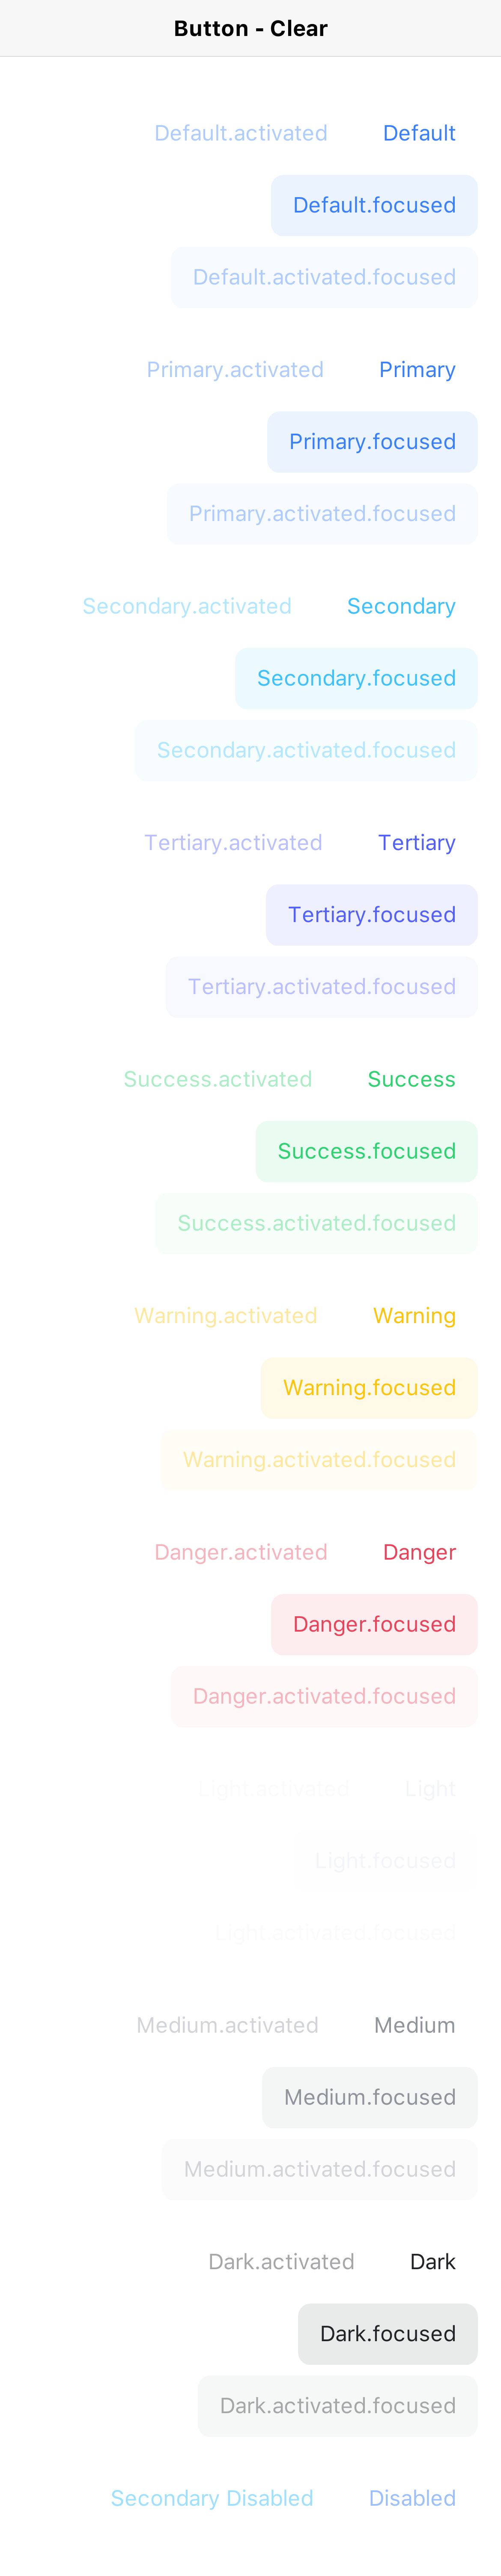 Button - Clear
Default.activated Default
Default.focused
Default.activated.focused
Primary.activated Primary
Primary.focused
Primary.activated.focused
Secondary.activated Secondary
Secondary.focused
Secondary.activated.focused
Tertiary.activated Tertiary
Tertiary.focused
Tertiary.activated.focused
Success.activated Success
Success.focused
Success.activated.focused
Warning.activated Warning
Warning.focused
Warning.activated.focused
Danger.activated Danger
Danger.focused
Danger.activated.focused
Light.activated Light
Light.focused
Light.activated.focused
Medium.activated Medium
Medium.focused
Medium.activated.focused
Dark.activated Dark
Dark.focused
Dark.activated.focused
Secondary Disabled Disabled